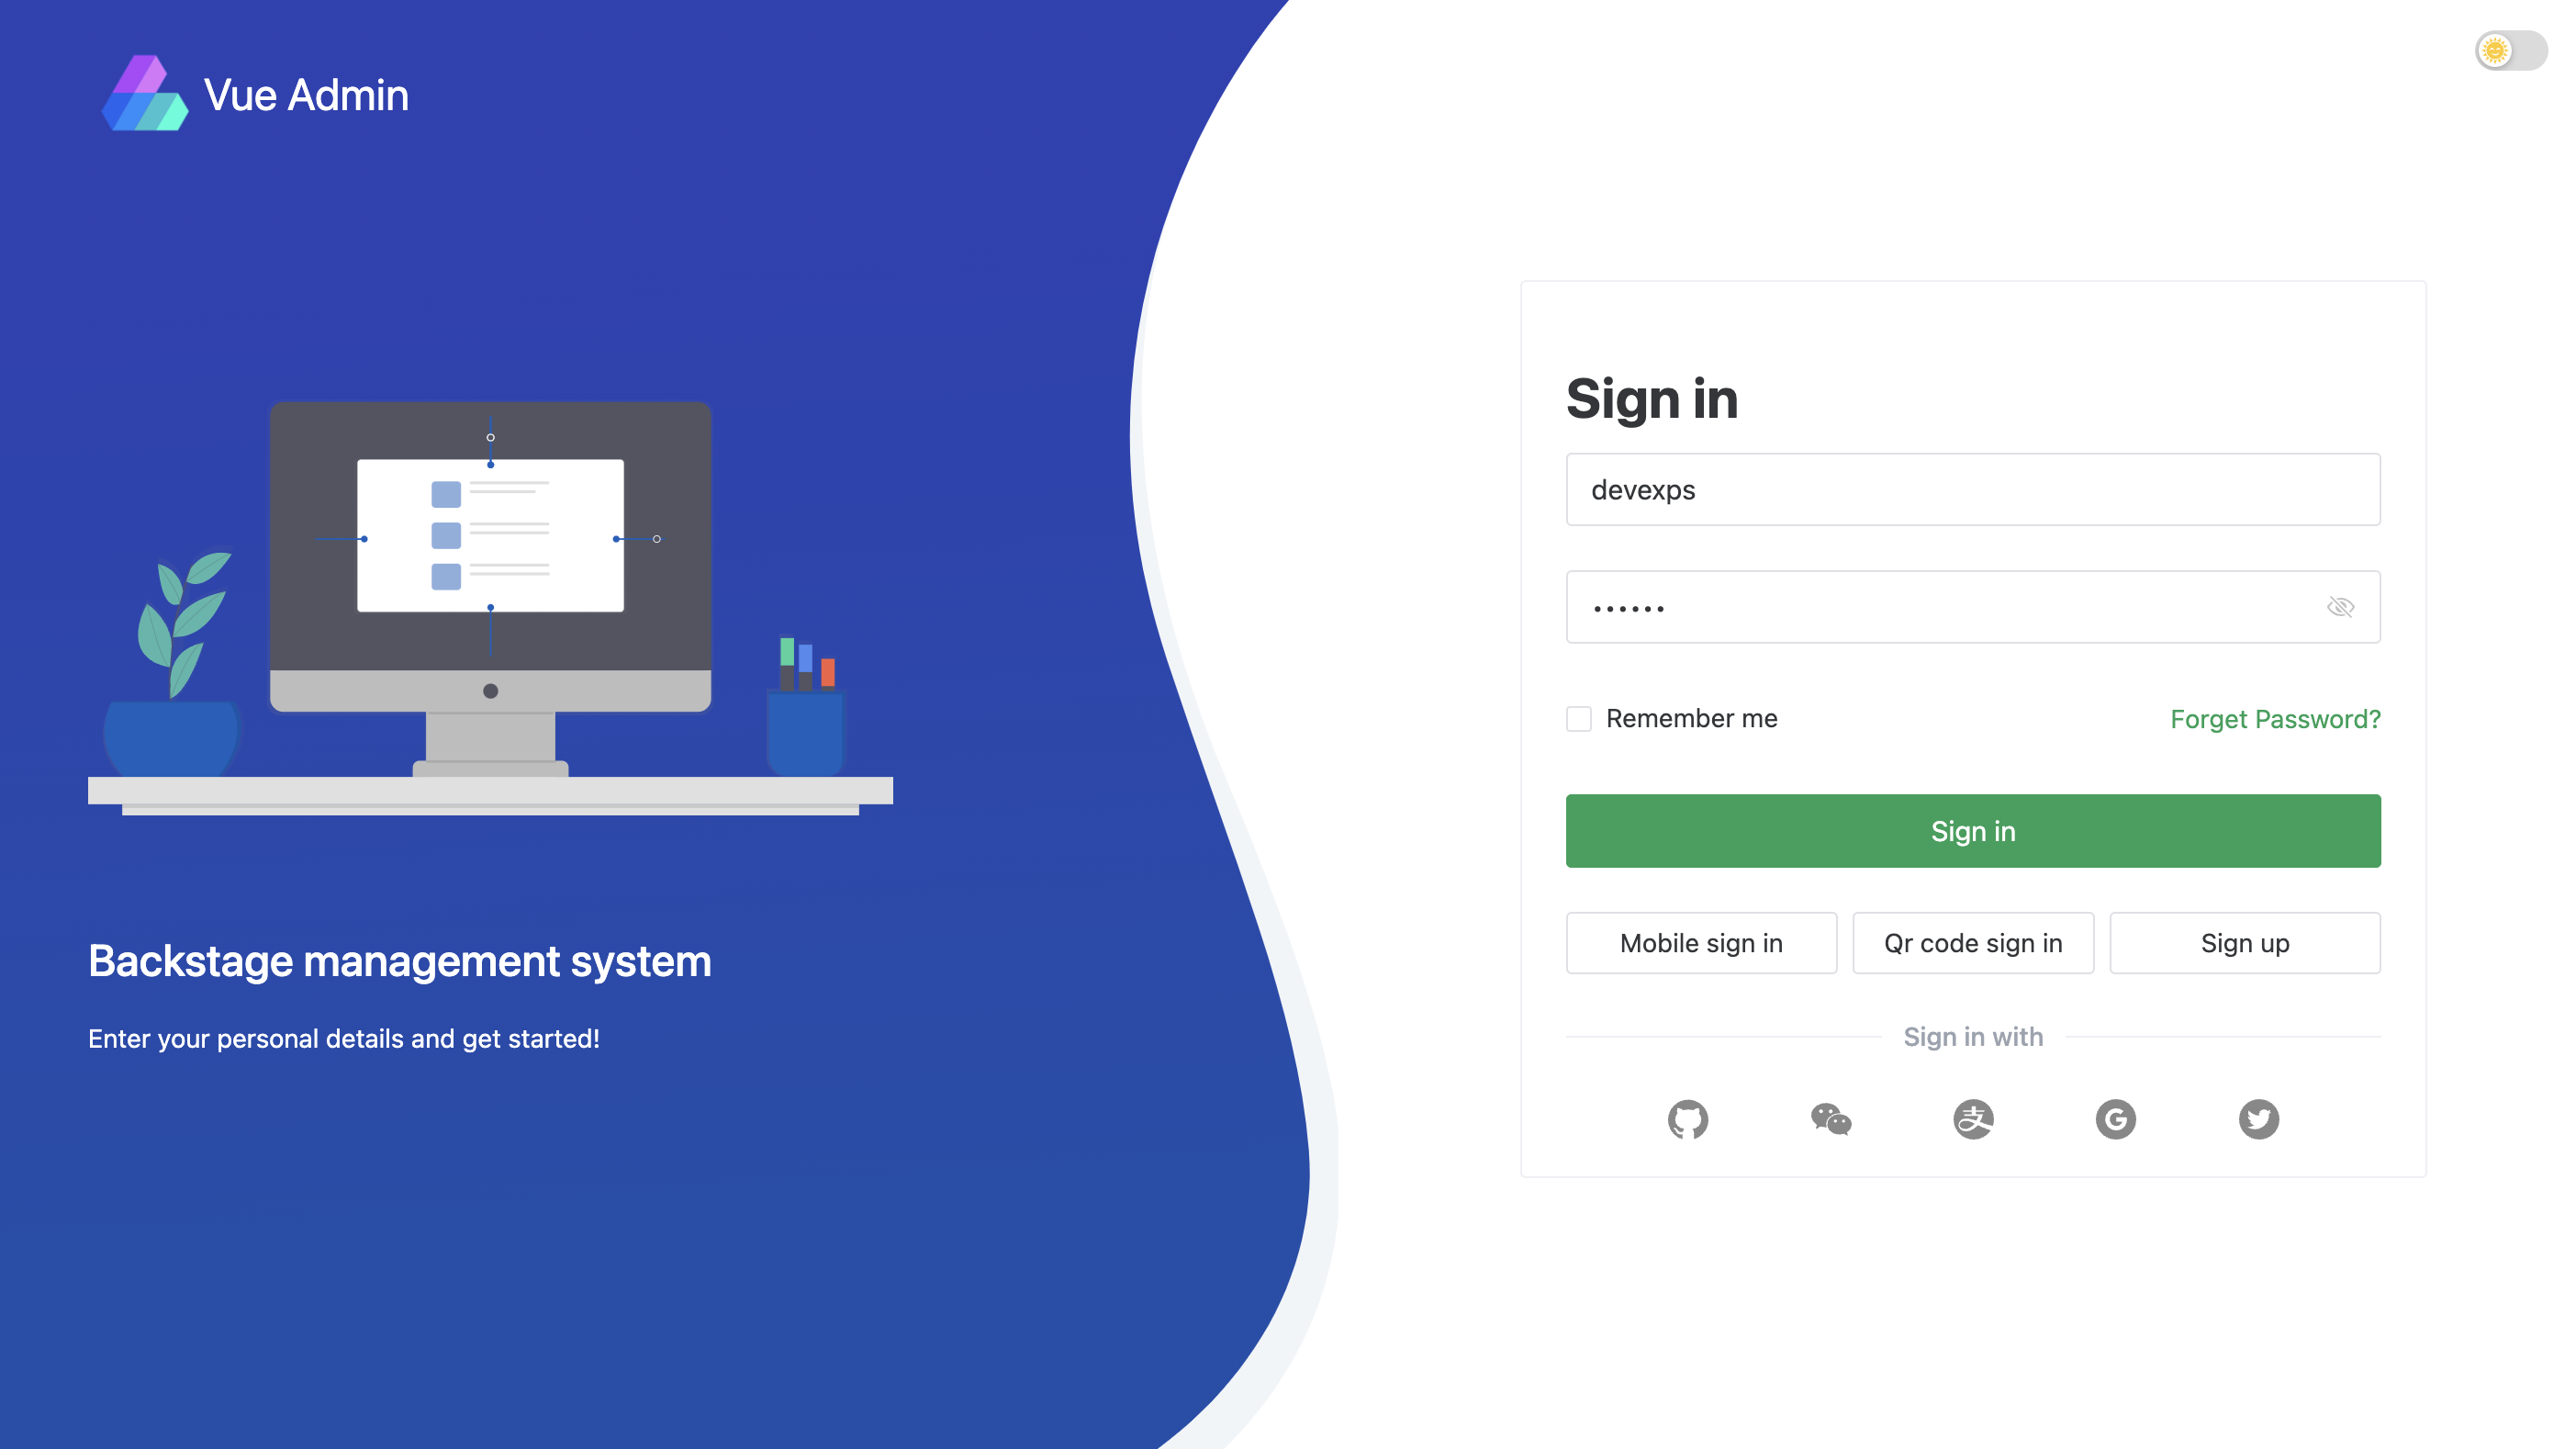 Vue Admin
Backstage management system
Enter your personal details and get started!
Sign in
devexps
••••••
Remember me
Forget Password?
Sign in
Mobile sign in
Qr code sign in
Sign up
Sign in with